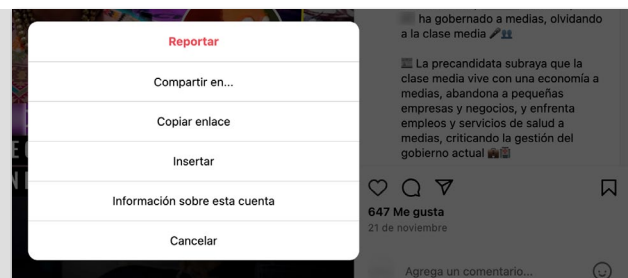 Reportar
Compartir en...
Copiar enlace
Insertar
Información sobre esta cuenta
Cancelar
ha gobernado a medias, olvidando
a la clase media
La precandidata subraya que la
clase media vive con una economía a
medias, abandona a pequeñas
empresas y negocios, y enfrenta
empleos y servicios de salud a
medias, criticando la gestión del
gobierno actual
647 Me gusta
21 de noviembre
Agrega un comentario...